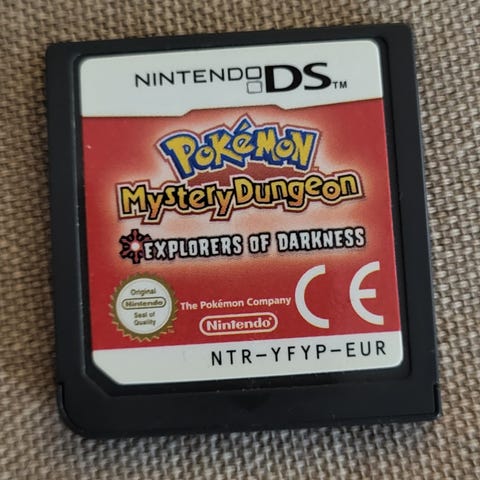 NINTENDO DS™
POKéMON
Mystery Dungeon
EXPLORERS OF DARKNESS
Original
Nintendo
Seal of
Quality
The Pokémon Company
Nintendo®
CE
NTR-YFYP-EUR